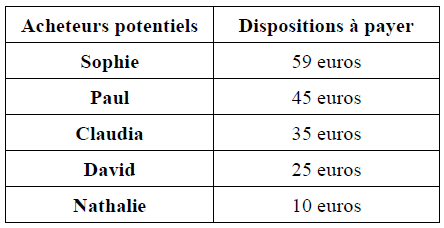 Acheteurs potentiels Dispositions à payer
Sophie 59 euros
Paul 45 euros
Claudia 35 euros
David 25 euros
Nathalie 10 euros